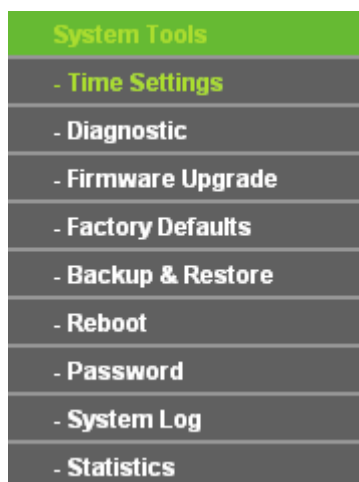 System Tools
- Time Settings
- Diagnostic
- Firmware Upgrade
- Factory Defaults
- Backup & Restore
- Reboot
- Password
- System Log
- Statistics